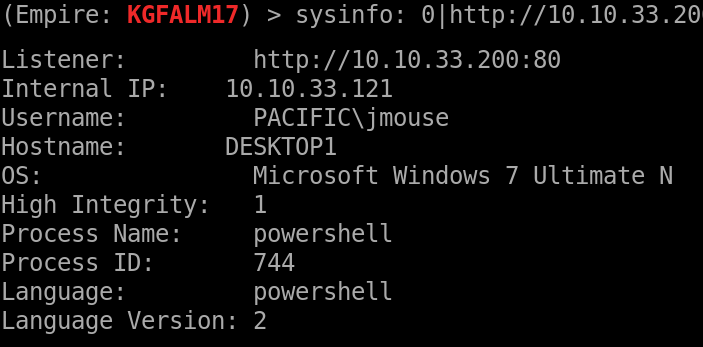 (Empire: KGFALM17) > sysinfo: 0|http://10.10.33.20
Listener: http://10.10.33.200:80
Internal IP: 10.10.33.121
Username: PACIFIC\jmouse
Hostname: DESKTOP1
OS: Microsoft Windows 7 Ultimate N
High Integrity: 1
Process Name: powershell
Process ID: 744
Language: powershell
Language Version: 2